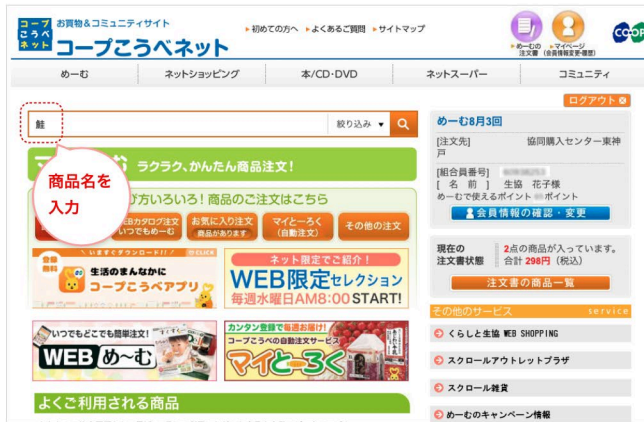 コープ
こうべ
ネット
お買物&コミュニティサイト
コープこうべネット
初めての方へ
よくあるご質問
サイトマップ
めーむの
注文書
マイページ
(会員情報変更・履歴)
めーむ
ネットショッピング
本/CD・DVD
ネットスーパー
コミュニティ
ログアウト
鮭
絞り込み ▼
商品名を
入力
ラクラク、かんたん商品注文!
方いろいろ!商品のご注文はこちら
WEBカタログ注文
いつでもめーむ
お気に入り注文
商品があります
マイとーろく
(自動注文)
その他の注文
登録
無料
いますぐダウンロード!!
CLICK
生活のまんなかに
コープこうべアプリ
ネット限定でご紹介!
WEB限定セレクション
毎週水曜日AM8:00 START!
いつでもどこでも簡単注文!
WEBめ〜む
カンタン登録で毎週お届け!
コープこうべの自動注文サービス
マイとーろく
よくご利用される商品
めーむ8月3回
[注文先] 協同購入センター東神
戸
[組合員番号]
[名 前] 生協 花子様
めーむで使えるポイント ポイント
会員情報の確認・変更
現在の
注文書状態
2点の商品が入っています。
合計 298円(税込)
注文書の商品一覧
その他のサービス service
くらしと生協 WEB SHOPPING
スクロールアウトレットプラザ
スクロール雑貨
めーむのキャンペーン情報